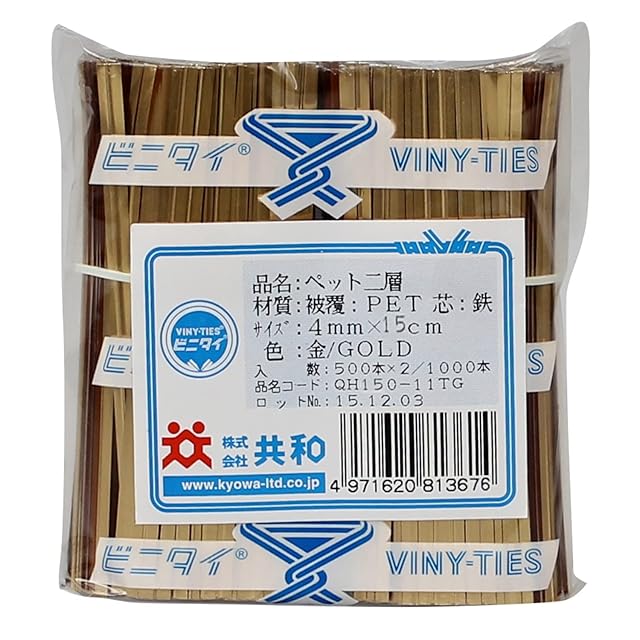 ビニタイ® VINY-TIES
品名:ペット二層
材質:被覆:PET 芯:鉄
サイズ:4mm×15cm
色:金/GOLD
入 数:500本×2/1000本
品名コード:QH150-11TG
ロットNo.:15.12.03
VINY-TIES®
ビニタイ
株式会社 共和
www.kyowa-ltd.co.jp
4 971620 813676
ビニタイ® VINY-TIES